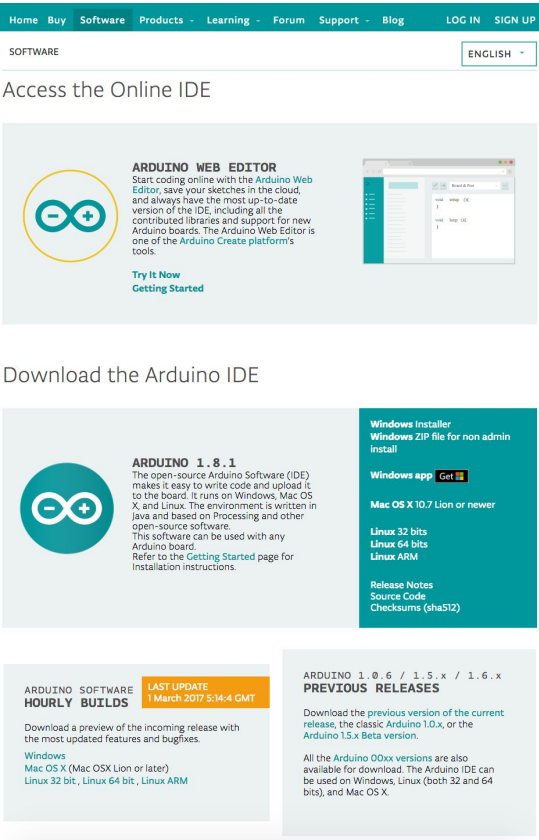 Home Buy Software Products Learning Forum Support Blog LOG IN SIGN UP
SOFTWARE
ENGLISH
Access the Online IDE
ARDUINO WEB EDITOR
Start coding online with the Arduino Web
Editor, save your sketches in the cloud,
and always have the most up-to-date
version of the IDE, including all the
contributed libraries and support for new
Arduino boards. The Arduino Web Editor is
one of the Arduino Create platform's
tools.
Try It Now
Getting Started
Board & Port
void setup (){
}
void loop (){
}
Download the Arduino IDE
ARDUINO 1.8.1
The open-source Arduino Software (IDE)
makes it easy to write code and upload it
to the board. It runs on Windows, Mac OS
X, and Linux. The environment is written in
Java and based on Processing and other
open-source software.
This software can be used with any
Arduino board.
Refer to the Getting Started page for
Installation instructions.
Windows Installer
Windows ZIP file for non admin
install
Windows app Get
Mac OS X 10.7 Lion or newer
Linux 32 bits
Linux 64 bits
Linux ARM
Release Notes
Source Code
Checksums (sha512)
ARDUINO SOFTWARE
HOURLY BUILDS
LAST UPDATE
1 March 2017 5:14:4 GMT
Download a preview of the incoming release with
the most updated features and bugfixes.
Windows
Mac OS X (Mac OSX Lion or later)
Linux 32 bit , Linux 64 bit , Linux ARM
ARDUINO 1.0.6 / 1.5.x / 1.6.x
PREVIOUS RELEASES
Download the previous version of the current
release, the classic Arduino 1.0.x, or the
Arduino 1.5.x Beta version.
All the Arduino 00xx versions are also
available for download. The Arduino IDE can
be used on Windows, Linux (both 32 and 64
bits), and Mac OS X.